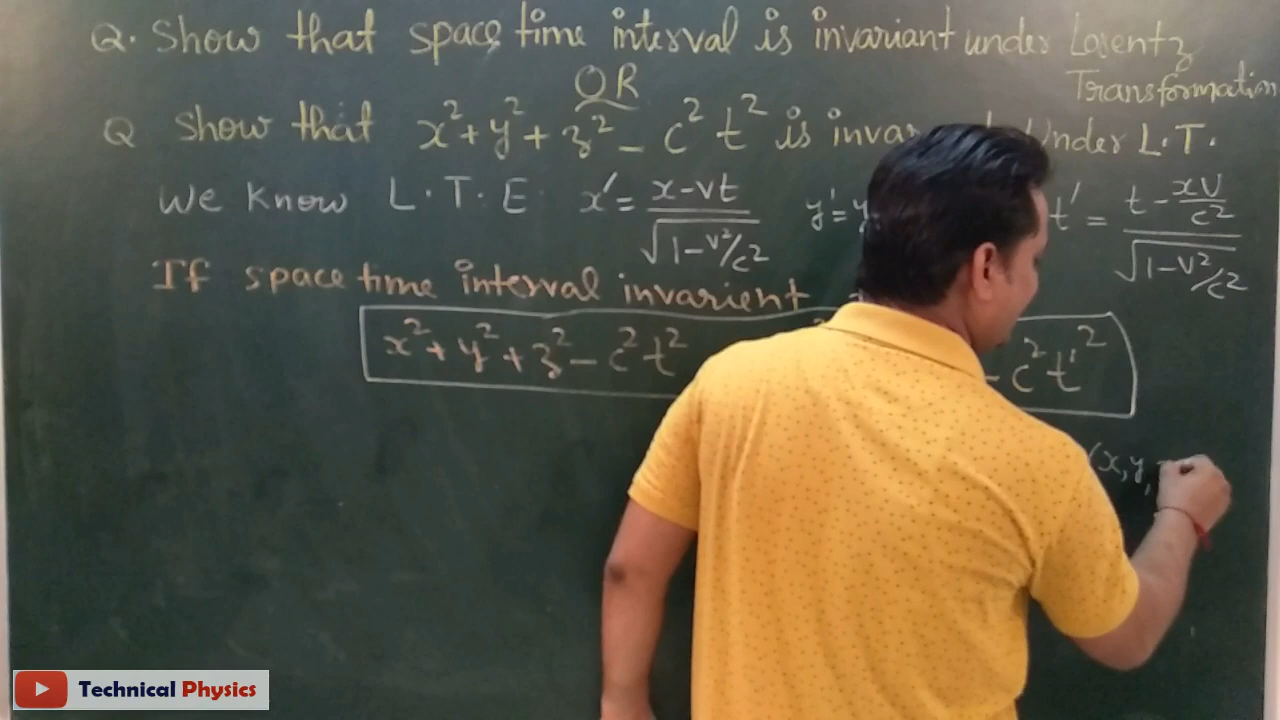 Q. Show that space time interval is invariant under Lorentz
Transformation
OR
Q Show that x²+y²+z²-c²t² is Under L.T.
We Know L.T.E. x' = (x-vt)/√(1-v²/c²) y'= t' = (t-xv/c²)/√(1-v²/c²)
If space time interval invarient
x²+y²+z²-c²t² - c²t'²
(x,y,
Technical Physics